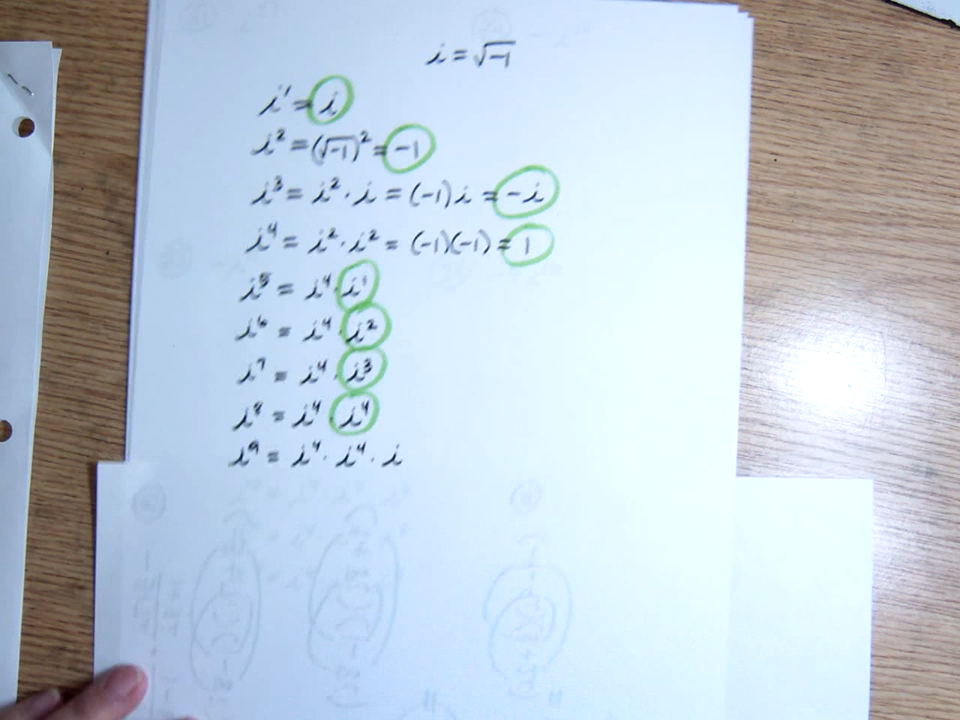 i = √-1
i¹ = i
i² = (√-1)² = -1
i³ = i² · i = (-1)i = -i
i⁴ = i² · i² = (-1)(-1) = 1
i⁵ = i⁴ · i¹
i⁶ = i⁴ · i²
i⁷ = i⁴ · i³
i⁸ = i⁴ · i⁴
i⁹ = i⁴ · i⁴ · i